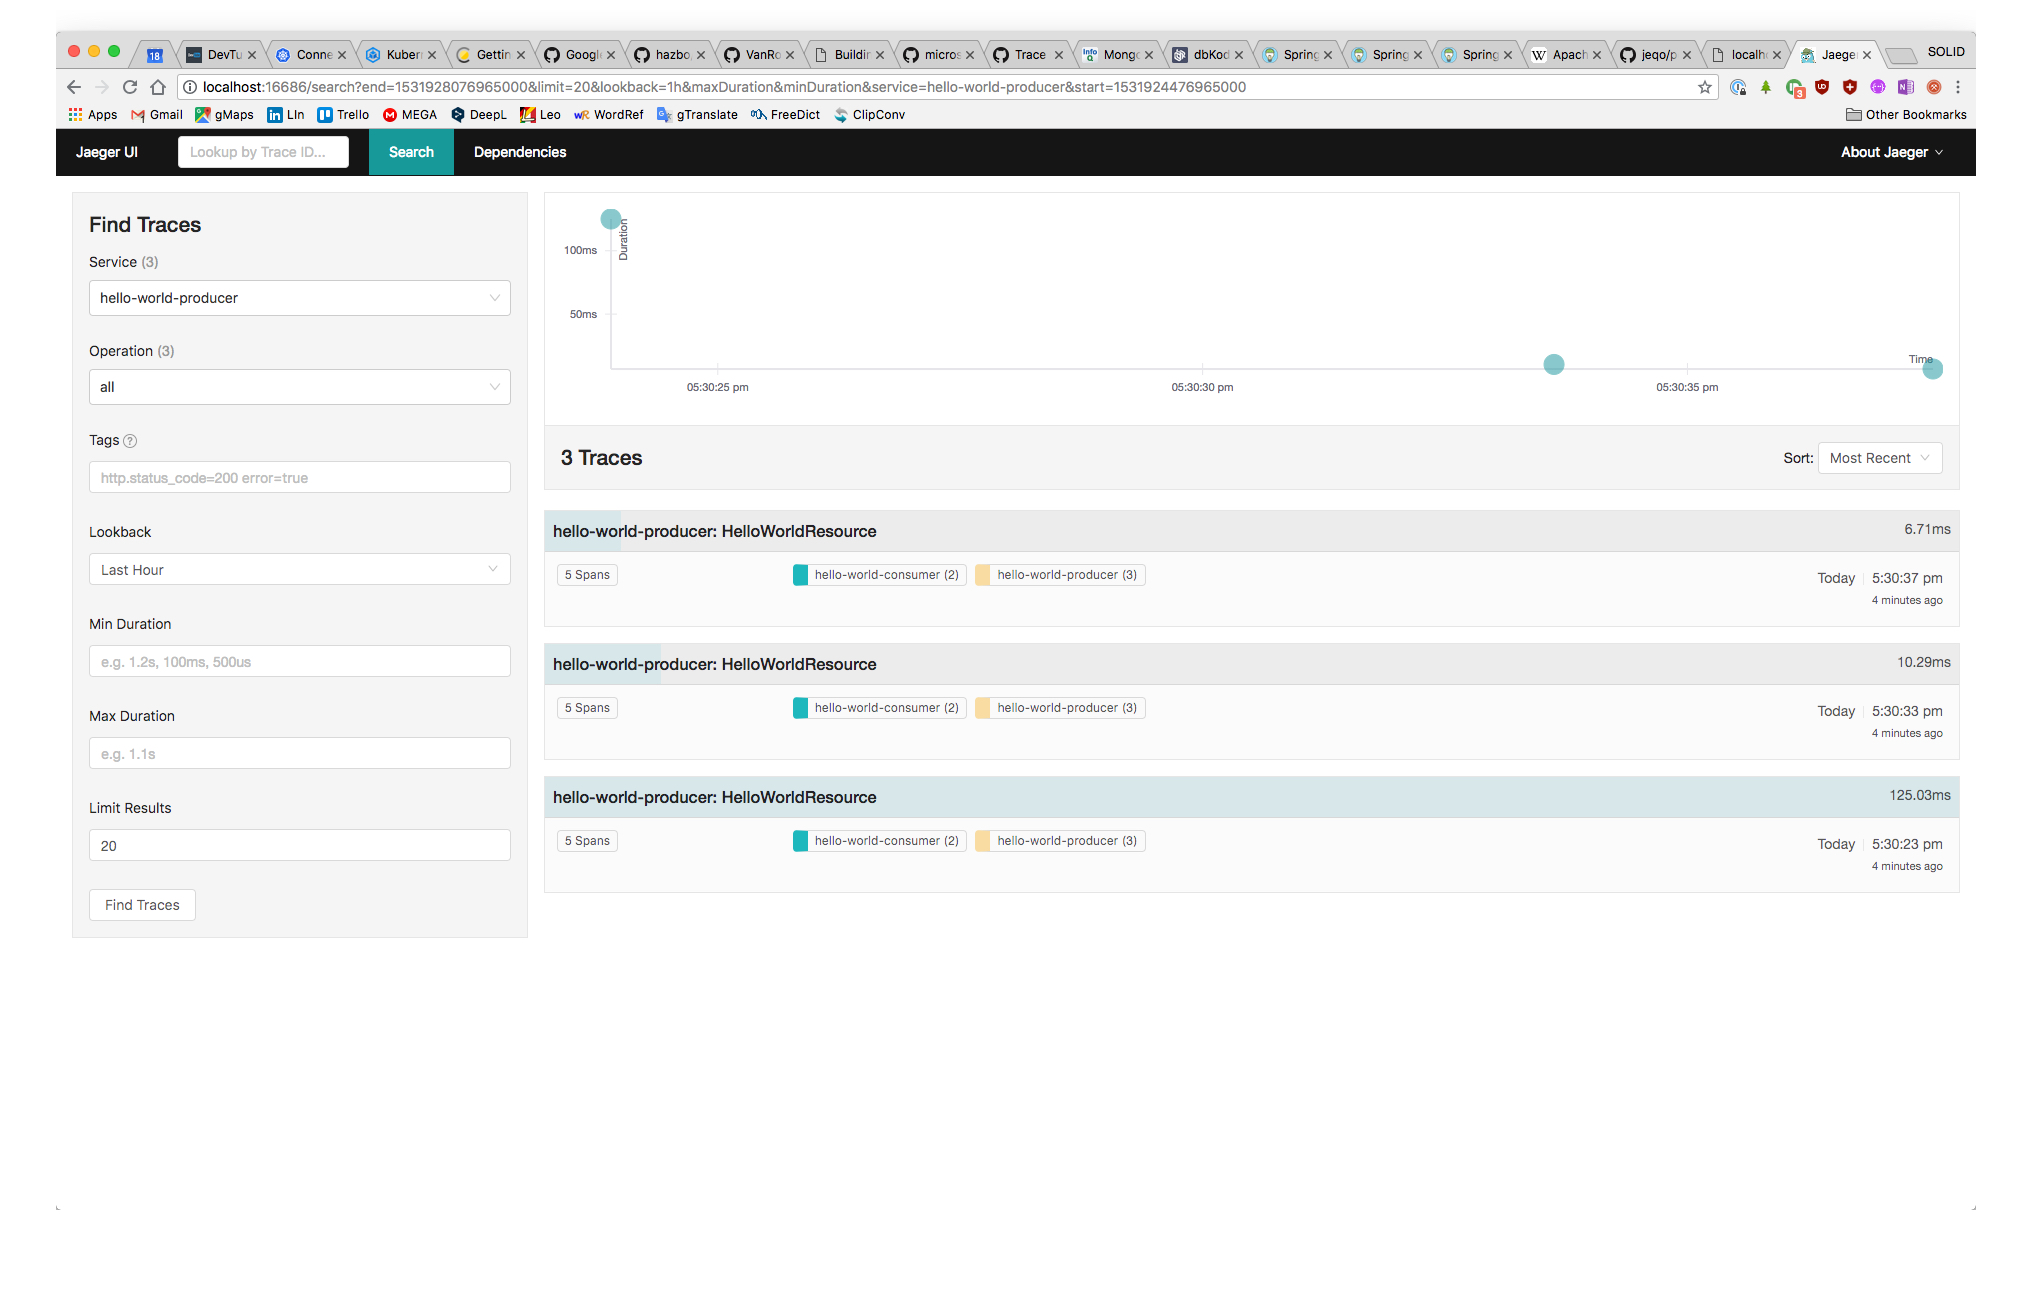 18 DevTu Conne Kubern Gettin Google hazbo VanRo Buildin micros Trace Mongo dbKod Spring Spring Spring Apach jeqo/p localho Jaeger SOLID
localhost:16686/search?end=1531928076965000&limit=20&lookback=1h&maxDuration&minDuration&service=hello-world-producer&start=1531924476965000
Apps Gmail gMaps LIn Trello MEGA DeepL Leo WordRef gTranslate FreeDict ClipConv Other Bookmarks
Jaeger UI Lookup by Trace ID... Search Dependencies About Jaeger
Find Traces
Service (3)
hello-world-producer
Operation (3)
all
Tags ?
http.status_code=200 error=true
Lookback
Last Hour
Min Duration
e.g. 1.2s, 100ms, 500us
Max Duration
e.g. 1.1s
Limit Results
20
Find Traces
Duration
100ms
50ms
Time
05:30:25 pm 05:30:30 pm 05:30:35 pm
3 Traces Sort: Most Recent
hello-world-producer: HelloWorldResource 6.71ms
5 Spans hello-world-consumer (2) hello-world-producer (3) Today 5:30:37 pm
4 minutes ago
hello-world-producer: HelloWorldResource 10.29ms
5 Spans hello-world-consumer (2) hello-world-producer (3) Today 5:30:33 pm
4 minutes ago
hello-world-producer: HelloWorldResource 125.03ms
5 Spans hello-world-consumer (2) hello-world-producer (3) Today 5:30:23 pm
4 minutes ago